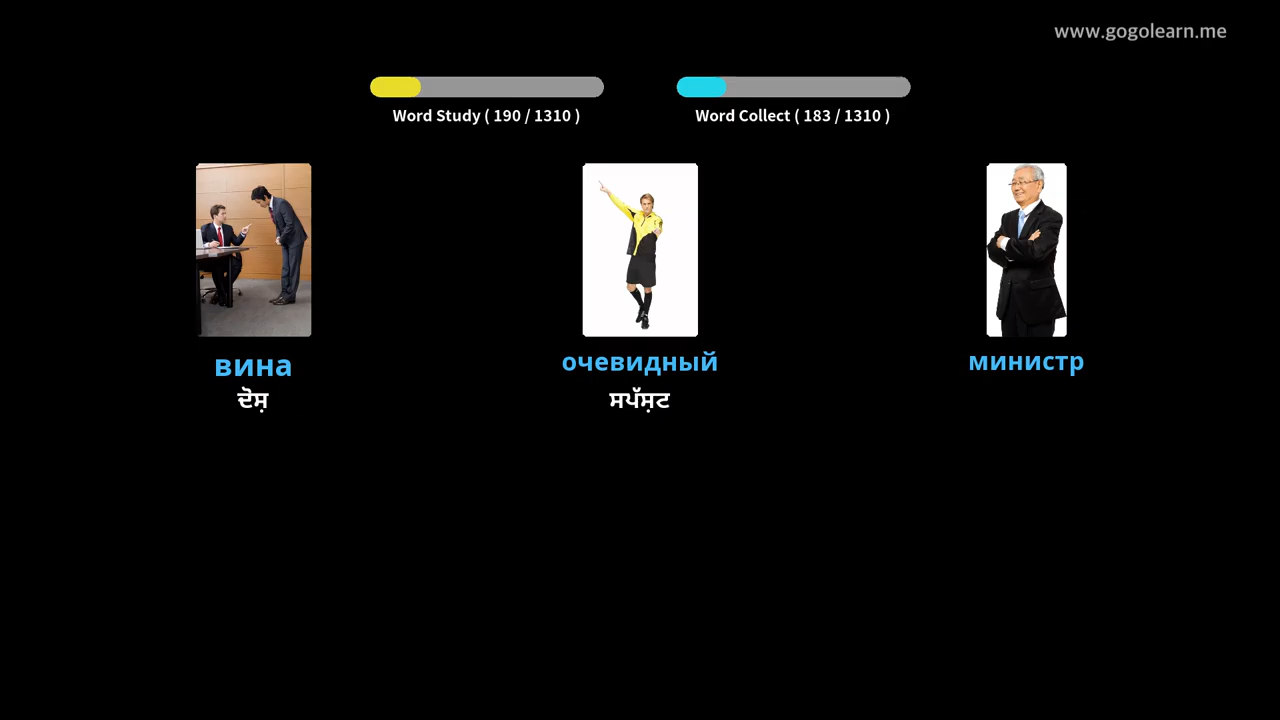 www.gogolearn.me
Word Study ( 190 / 1310 )
Word Collect ( 183 / 1310 )
вина
очевидный
министр
ਦੋਸ਼
ਸਪੱਸ਼ਟ